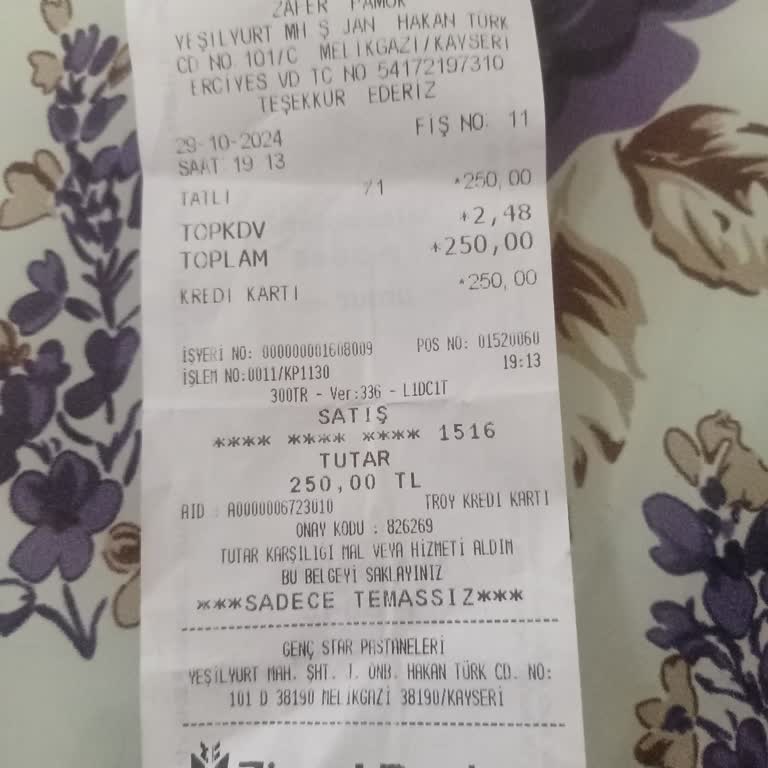 ZAFER PAMUK
YEŞİLYURT MH Ş JAN HAKAN TÜRK
CD NO 101/C MELİKGAZİ/KAYSERİ
ERCİYES VD TC NO 54172197310
TEŞEKKÜR EDERİZ
29-10-2024 FİŞ NO: 11
SAAT 19 13
TATLI %1 *250,00
TOPKDV *2,48
TOPLAM *250,00
KREDİ KARTI *250,00
İŞYERİ NO: 000000001608009 POS NO: 01520060
İŞLEM NO:0011/KP1130 19:13
300TR - Ver:336 - L1DC1T
SATIŞ
**** **** **** 1516
TUTAR
250,00 TL
AID : A0000006723010 TROY KREDI KARTI
ONAY KODU : 826269
TUTAR KARŞILIĞI MAL VEYA HİZMETİ ALDIM
BU BELGEYİ SAKLAYINIZ
***SADECE TEMASSIZ***
GENÇ STAR PASTANELERİ
YEŞİLYURT MAH. ŞHT. J. ONB. HAKAN TÜRK CD. NO:
101 D 38190 MELİKGAZİ 38190/KAYSERİ